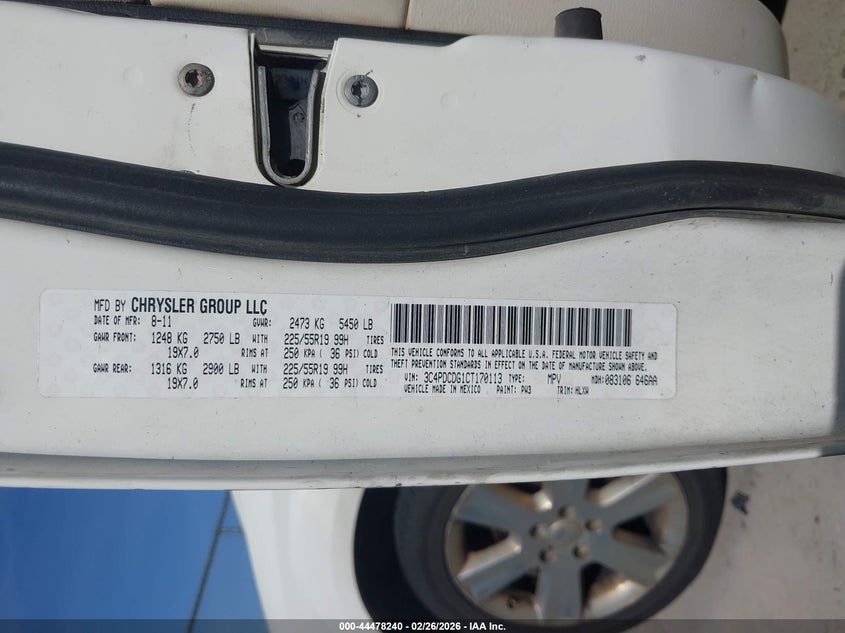 MFD BY CHRYSLER GROUP LLC
DATE OF MFR: 8-11 GVWR: 2473 KG 5450 LB
GAWR FRONT: 1248 KG 2750 LB WITH 225/55R19 99H TIRES
19X7.0 RIMS AT 250 KPA ( 36 PSI) COLD
GAWR REAR: 1316 KG 2900 LB WITH 225/55R19 99H TIRES
19X7.0 RIMS AT 250 KPA ( 36 PSI) COLD
THIS VEHICLE CONFORMS TO ALL APPLICABLE U.S.A. FEDERAL MOTOR VEHICLE SAFETY AND
THEFT PREVENTION STANDARDS IN EFFECT ON THE DATE OF MANUFACTURE SHOWN ABOVE.
VIN: 3C4PDCDG1CT170113 TYPE: MPV MDH: 083106 646AA
VEHICLE MADE IN MEXICO PAINT: PW3 TRIM: HLXW
000-44478240 - 02/26/2026 - IAA Inc.